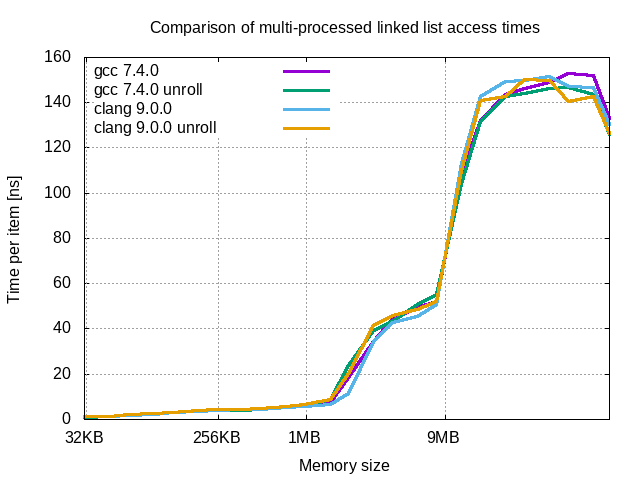 Comparison of multi-processed linked list access times
160
140
120
100
80
60
40
20
0
Time per item [ns]
gcc 7.4.0
gcc 7.4.0 unroll
clang 9.0.0
clang 9.0.0 unroll
32KB 256KB 1MB 9MB
Memory size